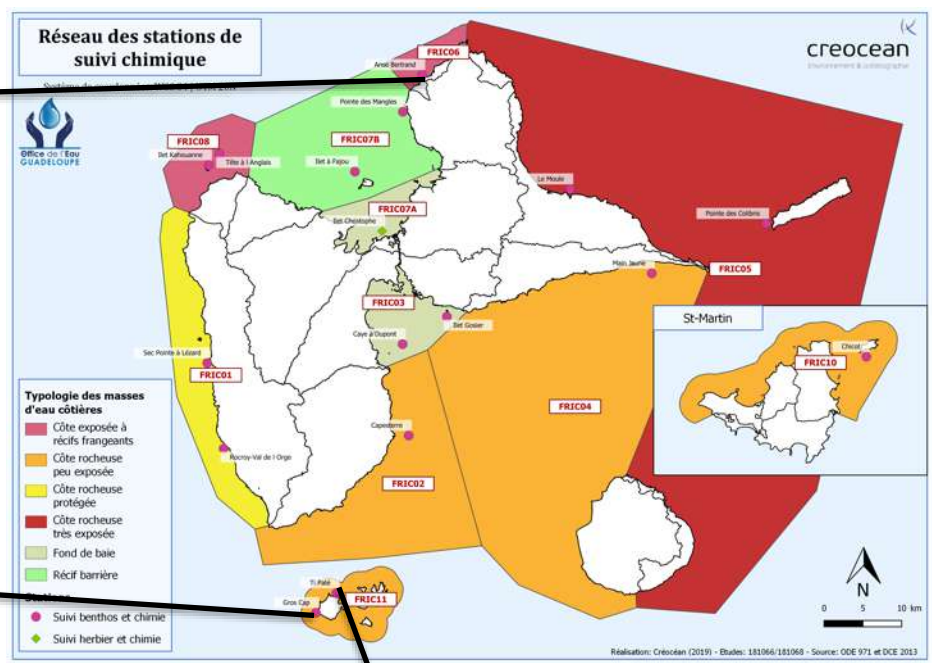 Réseau des stations de
suivi chimique
Office de l'Eau
GUADELOUPE
creocean
Environnement & océanographie
FRIC06
Anse Bertrand
Pointe des Mangles
FRIC07B
FRIC08
Ilet Kahouanne
Tête à l Anglais
Ilet à Fajou
Le Moule
FRIC07A
Ilet Christophe
Pointe des Colibris
FRIC05
Main Jaune
FRIC03
Ilet Gosier
Caye à Dupont
St-Martin
Chicot
FRIC10
Sec Pointe à Lézard
FRIC01
FRIC04
Capesterre
Rocroy-Val de l Orge
FRIC02
Ti Paté
Gros Cap
FRIC11
Typologie des masses
d'eau côtières
Côte exposée à
récifs frangeants
Côte rocheuse
peu exposée
Côte rocheuse
protégée
Côte rocheuse
très exposée
Fond de baie
Récif barrière
Stations
Suivi benthos et chimie
Suivi herbier et chimie
N
0 5 10 km
Réalisation: Créocéan (2019) - Etudes: 181066/181068 - Source: ODE 971 et DCE 2013